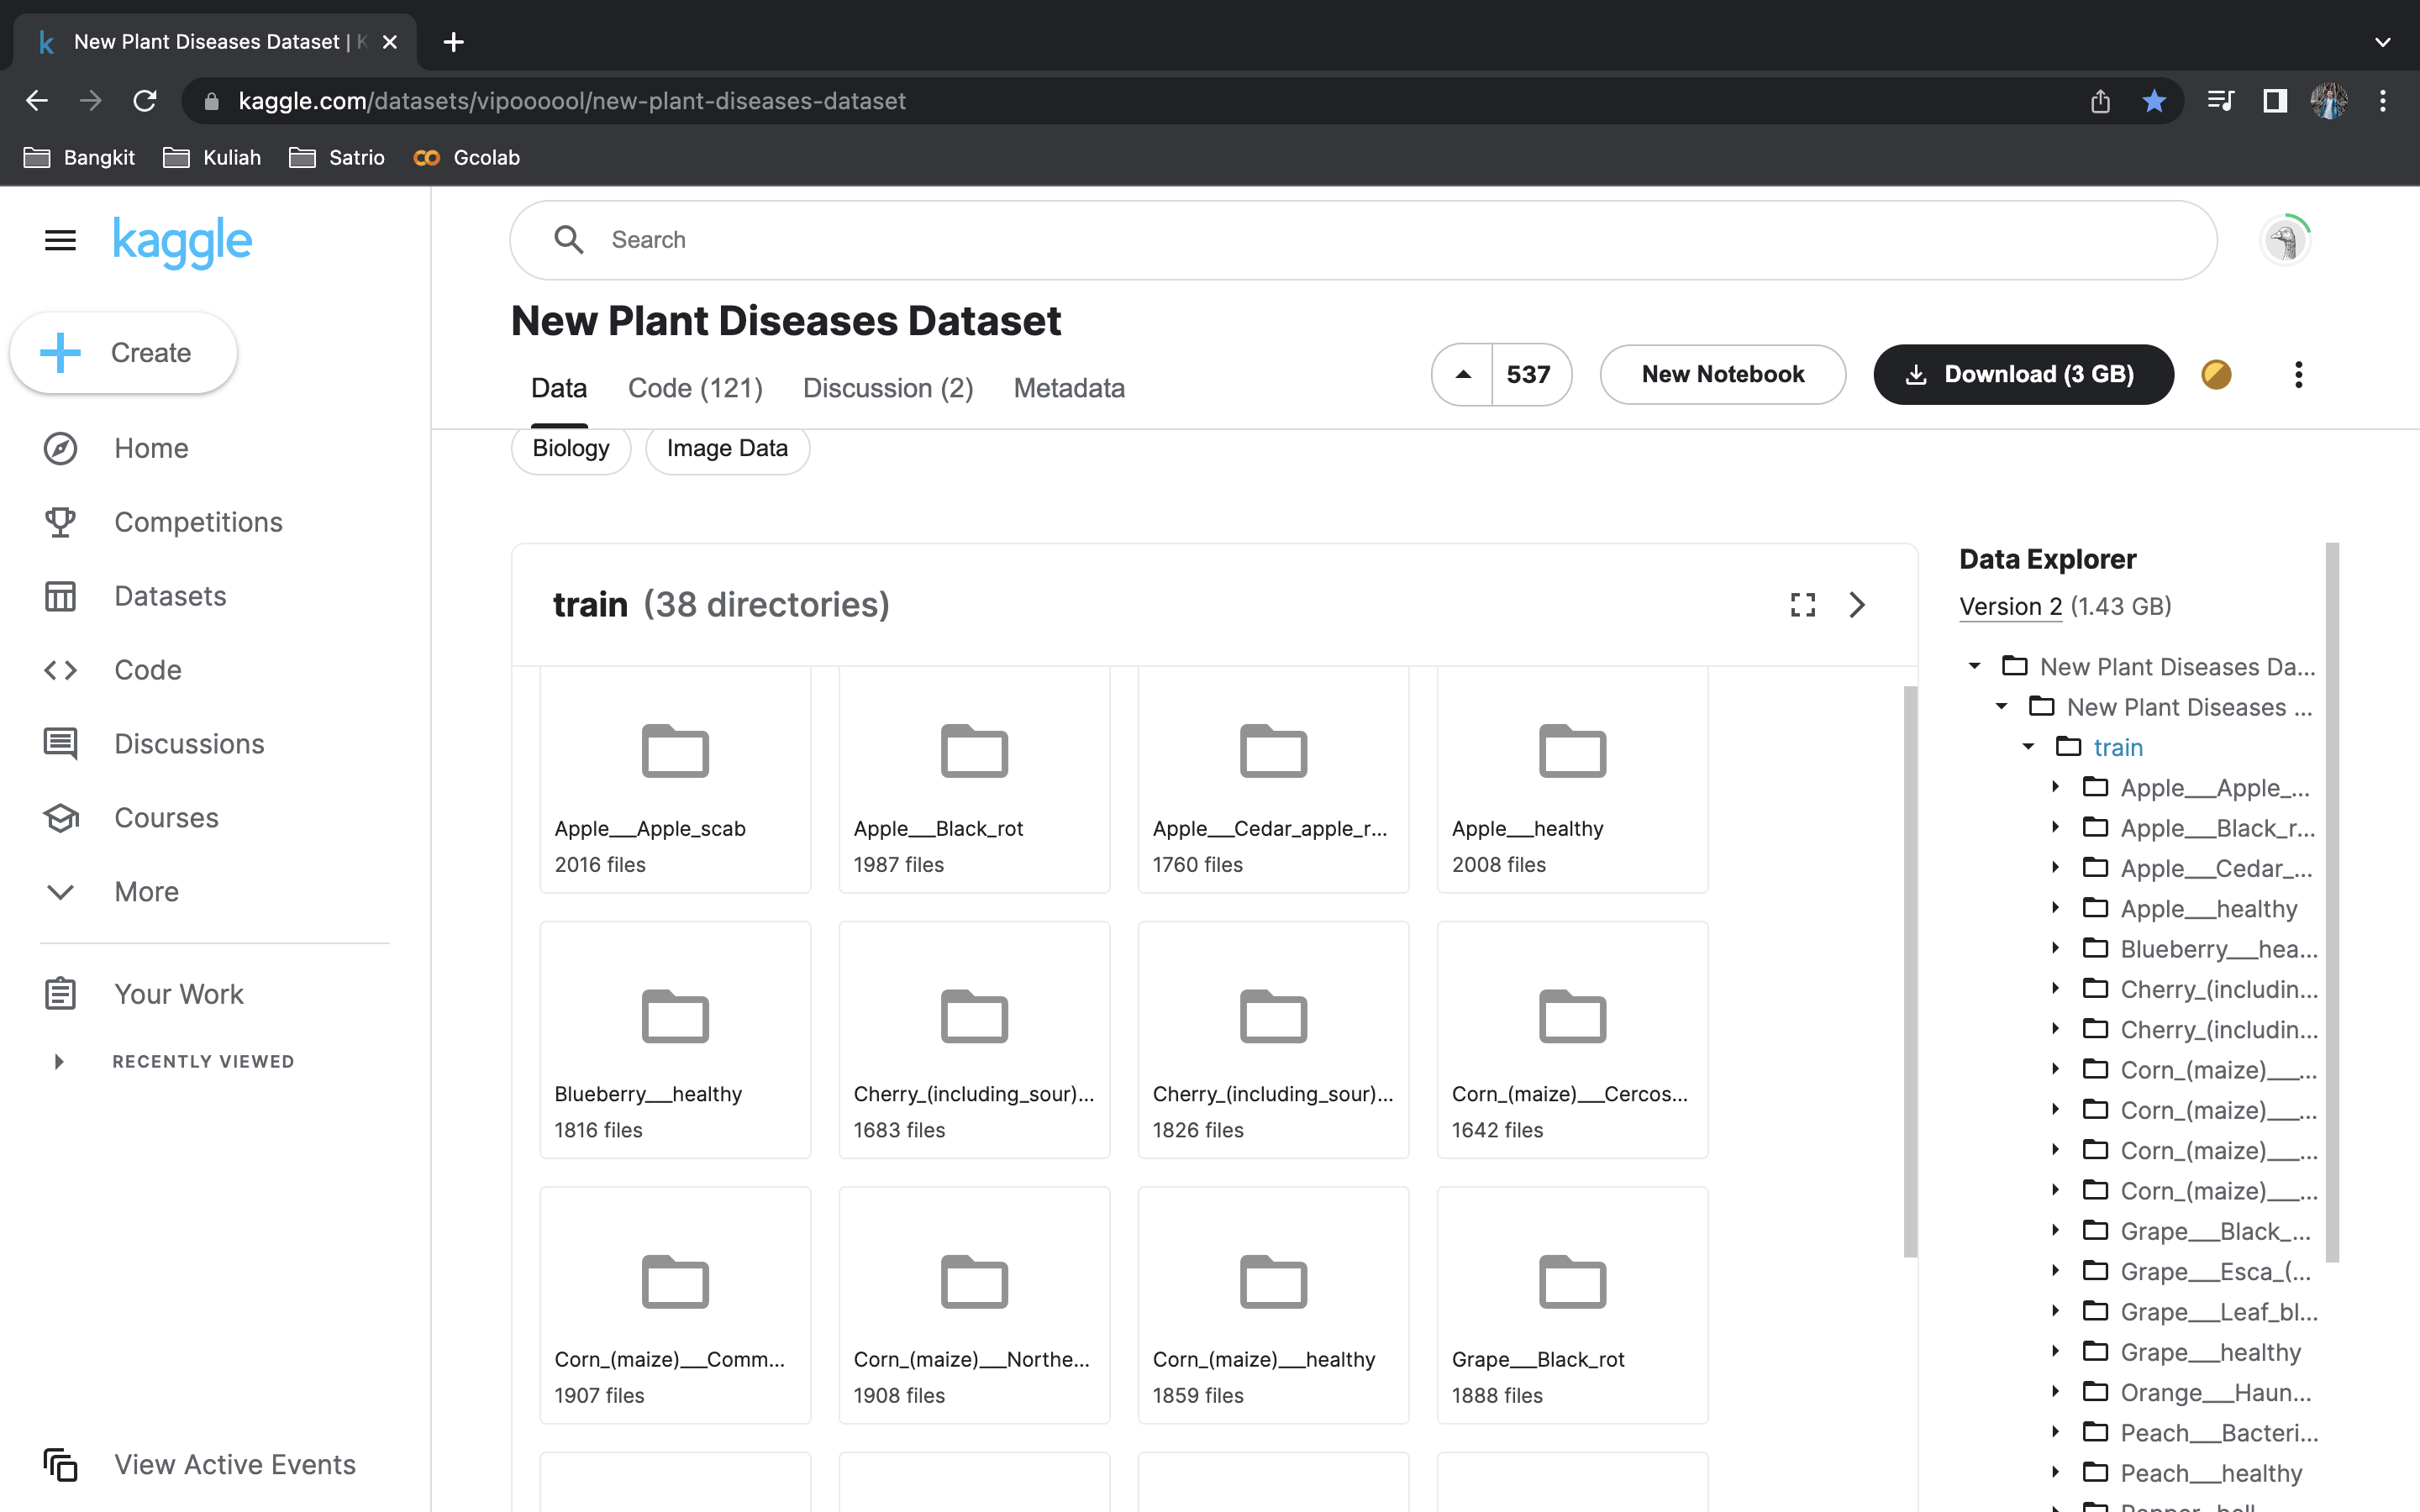 New Plant Diseases Dataset | K
kaggle.com/datasets/vipoooool/new-plant-diseases-dataset
Bangkit
Kuliah
Satrio
Gcolab
kaggle
Search
Create
Home
Competitions
Datasets
Code
Discussions
Courses
More
Your Work
RECENTLY VIEWED
View Active Events
New Plant Diseases Dataset
Data
Code (121)
Discussion (2)
Metadata
537
New Notebook
Download (3 GB)
Biology
Image Data
train (38 directories)
Apple___Apple_scab
2016 files
Apple___Black_rot
1987 files
Apple___Cedar_apple_r...
1760 files
Apple___healthy
2008 files
Blueberry___healthy
1816 files
Cherry_(including_sour)...
1683 files
Cherry_(including_sour)...
1826 files
Corn_(maize)___Cercos...
1642 files
Corn_(maize)___Comm...
1907 files
Corn_(maize)___Northe...
1908 files
Corn_(maize)___healthy
1859 files
Grape___Black_rot
1888 files
Data Explorer
Version 2 (1.43 GB)
New Plant Diseases Da...
New Plant Diseases ...
train
Apple___Apple_...
Apple___Black_r...
Apple___Cedar_...
Apple___healthy
Blueberry___hea...
Cherry_(includin...
Cherry_(includin...
Corn_(maize)___...
Corn_(maize)___...
Corn_(maize)___...
Corn_(maize)___...
Grape___Black_...
Grape___Esca_(...
Grape___Leaf_bl...
Grape___healthy
Orange___Haun...
Peach___Bacteri...
Peach___healthy